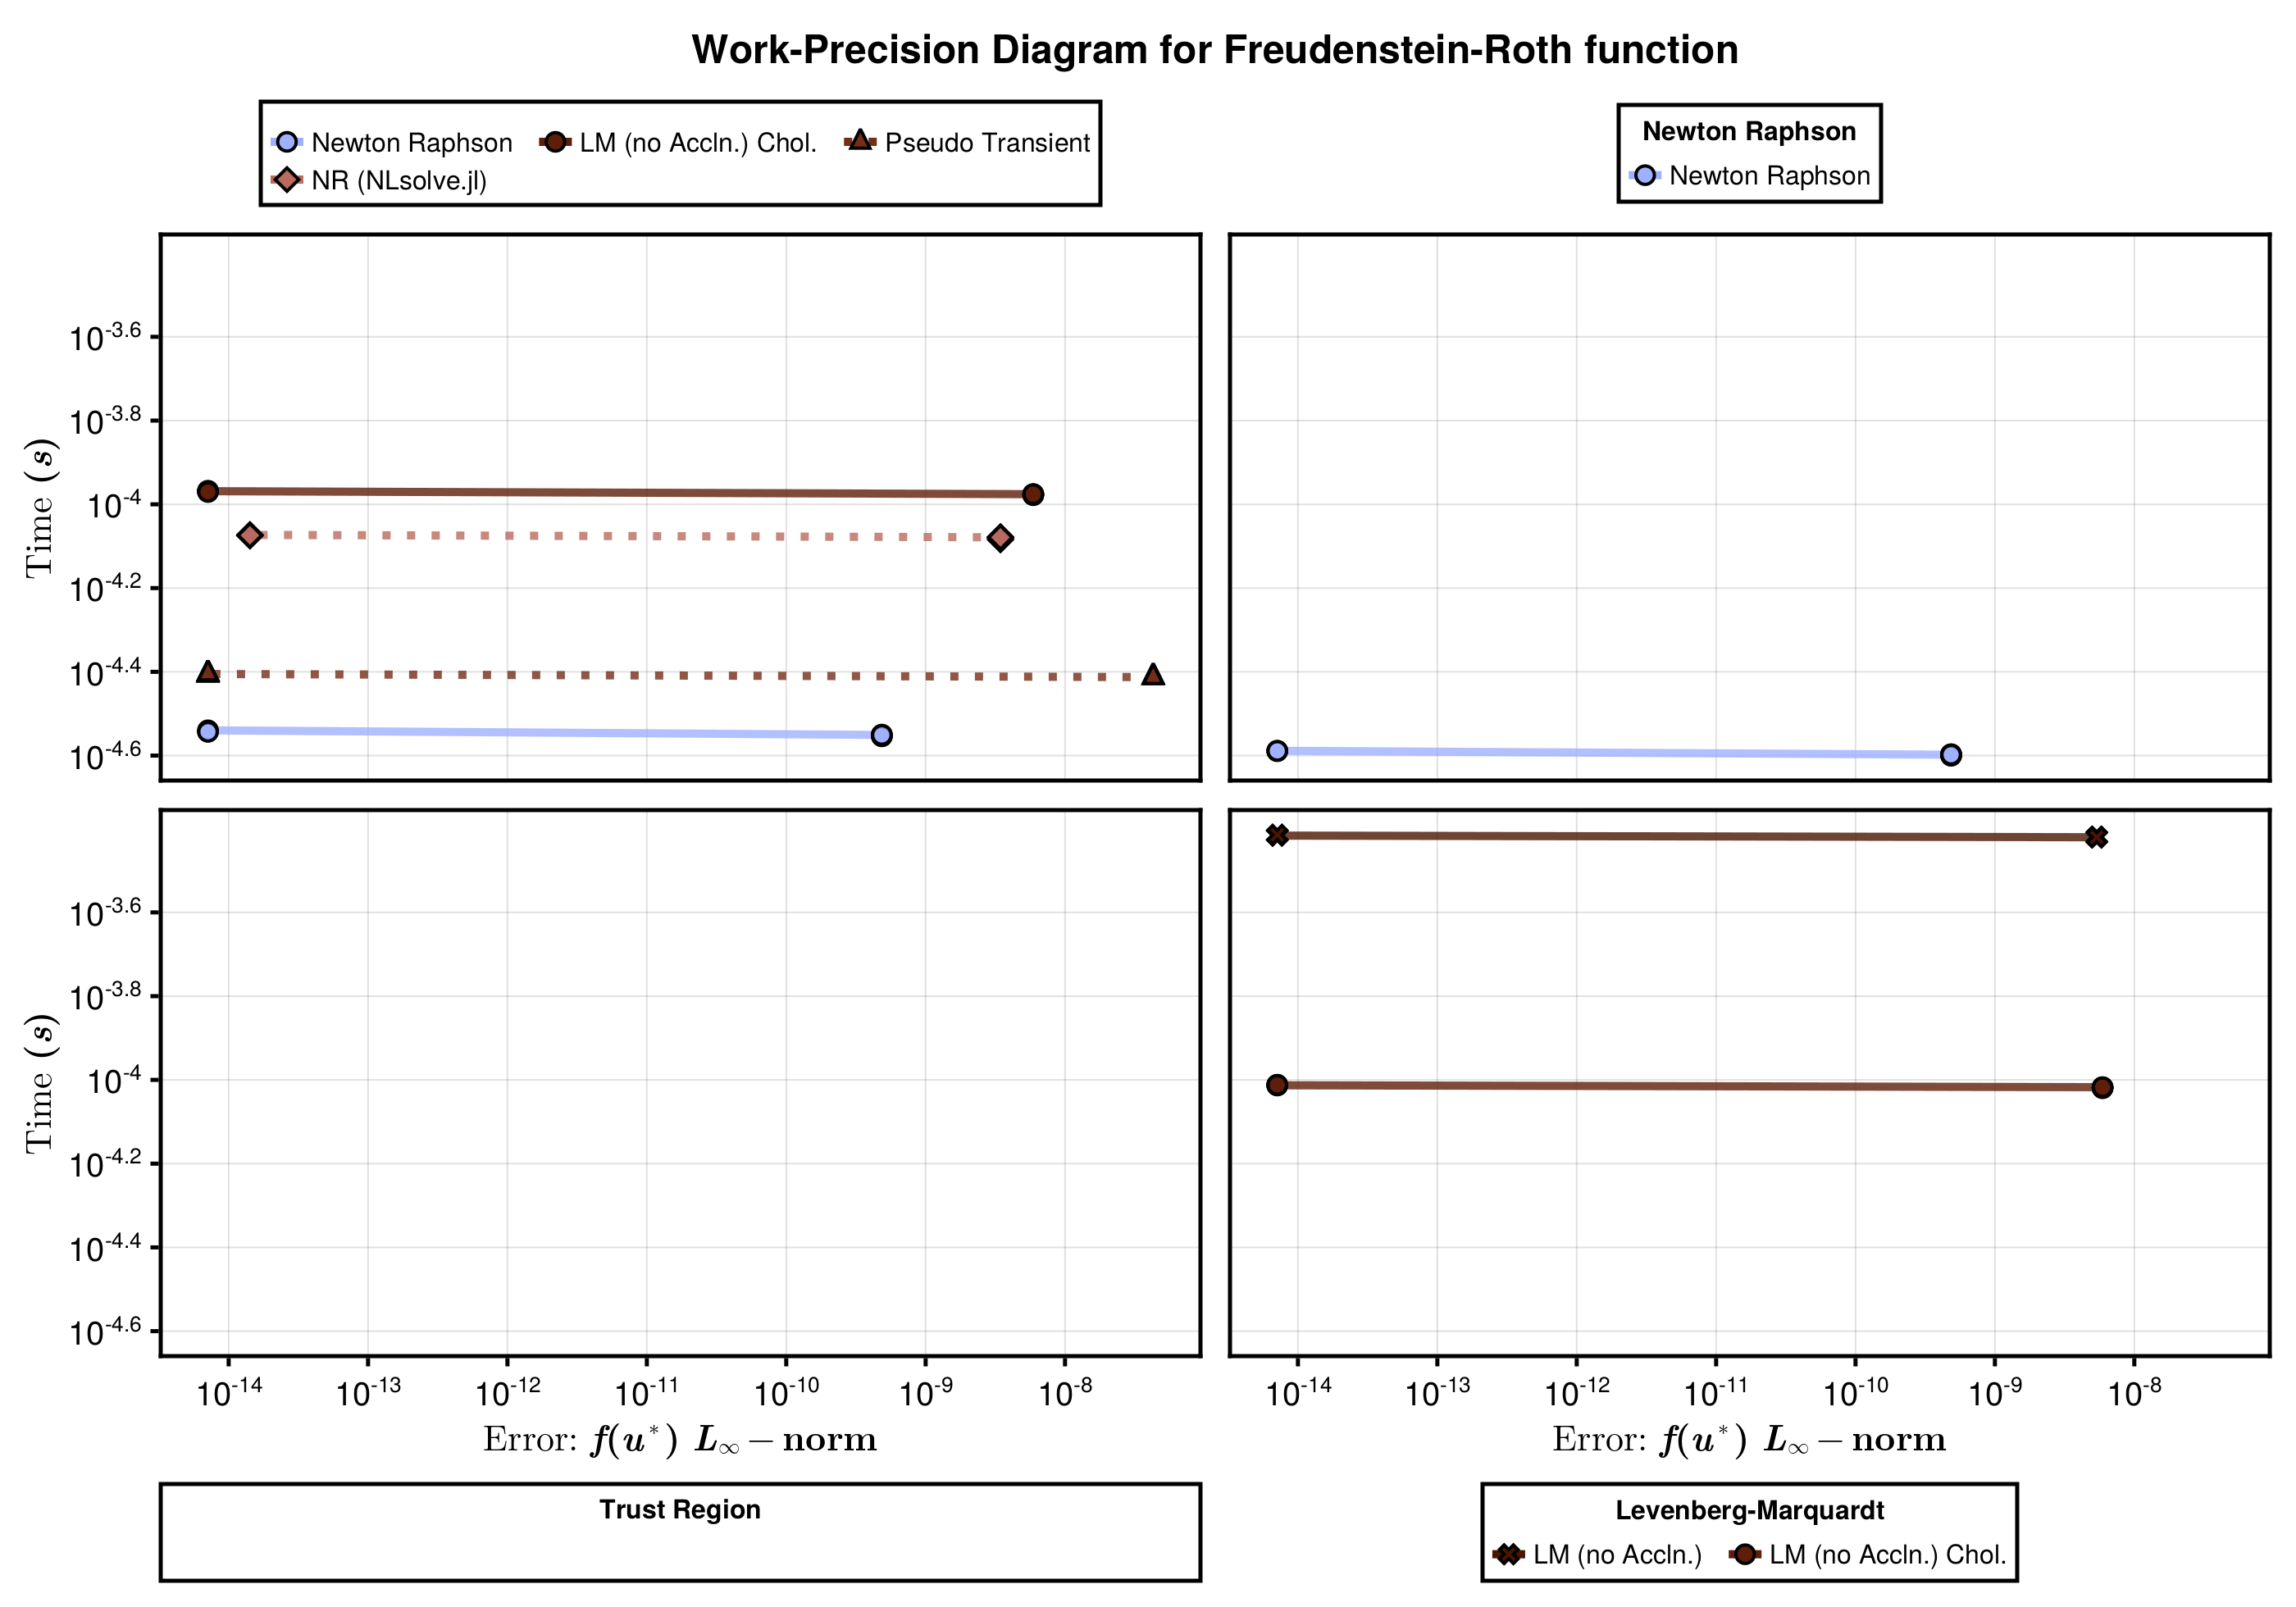 Work-Precision Diagram for Freudenstein-Roth function
Newton Raphson LM (no Accln.) Chol. Pseudo Transient
NR (NLsolve.jl)
Newton Raphson
Newton Raphson
Time (s)
10^-3.6
10^-3.8
10^-4
10^-4.2
10^-4.4
10^-4.6
Time (s)
10^-3.6
10^-3.8
10^-4
10^-4.2
10^-4.4
10^-4.6
10^-14 10^-13 10^-12 10^-11 10^-10 10^-9 10^-8
10^-14 10^-13 10^-12 10^-11 10^-10 10^-9 10^-8
Error: f(u*) L∞ − norm
Error: f(u*) L∞ − norm
Trust Region
Levenberg-Marquardt
LM (no Accln.) LM (no Accln.) Chol.